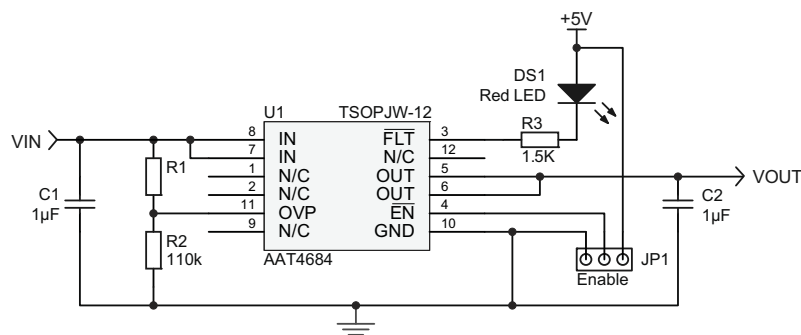 +5V
DS1
Red LED
U1 TSOPJW-12
R3
1.5K
VIN
8 IN FLT 3
7 IN N/C 12
1 N/C OUT 5
2 N/C OUT 6
11 OVP EN 4
9 N/C GND 10
R1
C1
1µF
R2
110k
VOUT
C2
1µF
AAT4684
JP1
Enable